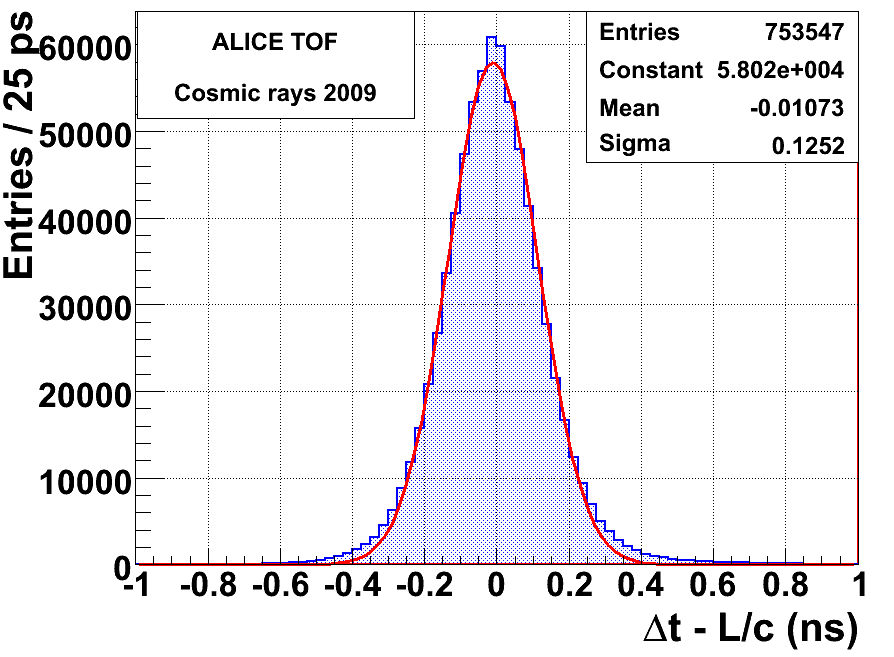 ALICE TOF
Cosmic rays 2009
Entries 753547
Constant 5.802e+004
Mean -0.01073
Sigma 0.1252
Entries / 25 ps
60000
50000
40000
30000
20000
10000
0
-1 -0.8 -0.6 -0.4 -0.2 0 0.2 0.4 0.6 0.8 1
Δt - L/c (ns)